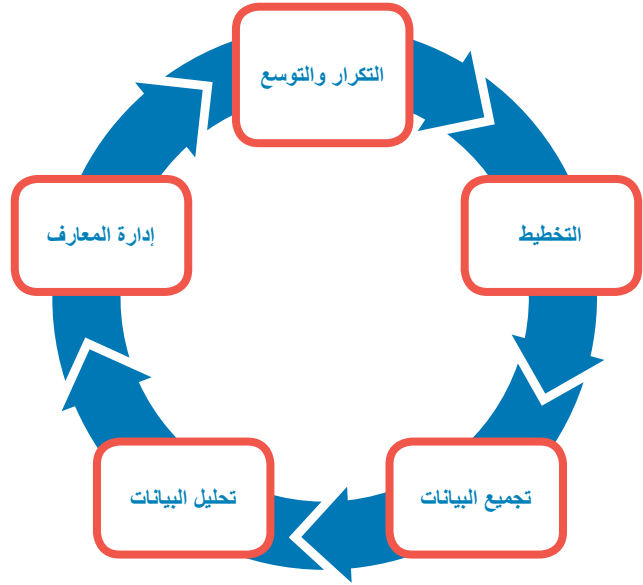 التكرار والتوسع
التخطيط
تجميع البيانات
تحليل البيانات
إدارة المعارف